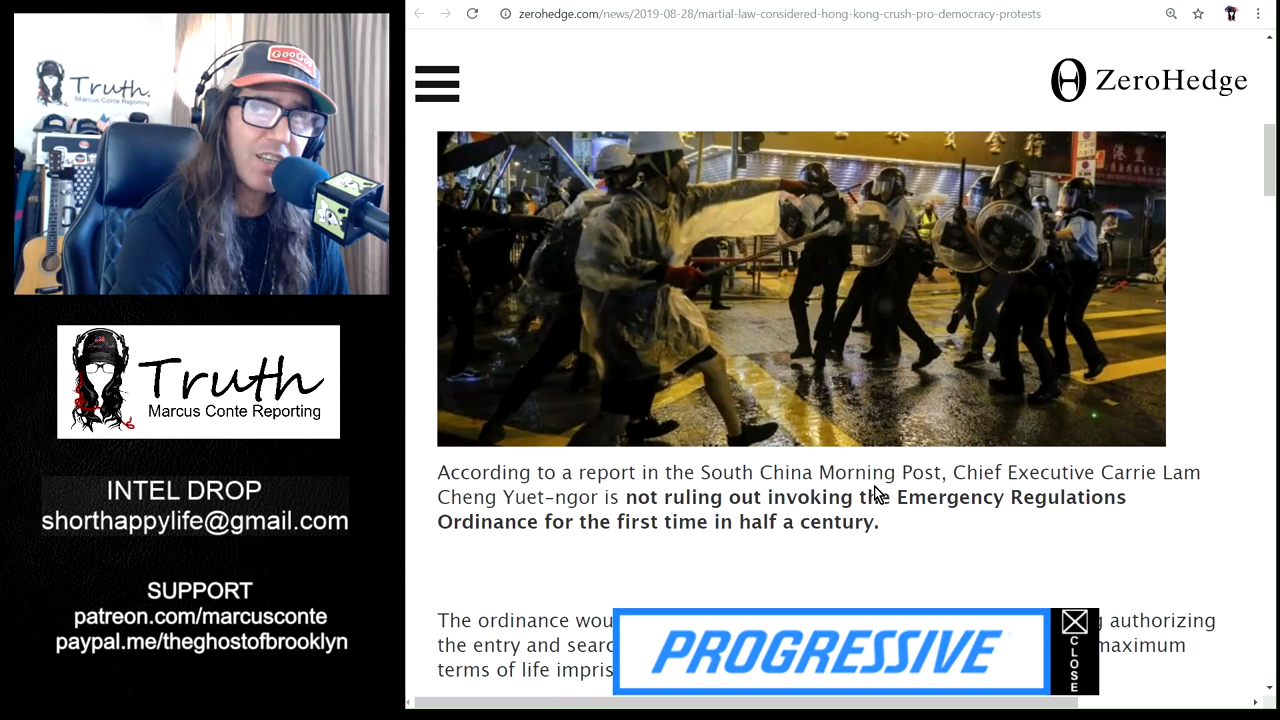 zerohedge.com/news/2019-08-28/martial-law-considered-hong-kong-crush-pro-democracy-protests
ZeroHedge
GooGoo
Truth.
Marcus Conte Reporting
According to a report in the South China Morning Post, Chief Executive Carrie Lam
Cheng Yuet-ngor is not ruling out invoking the Emergency Regulations
Ordinance for the first time in half a century.
The ordinance wou
authorizing
the entry and searc
maximum
terms of life impris
PROGRESSIVE
CLOSE
Truth
Marcus Conte Reporting
INTEL DROP
shorthappylife@gmail.com
SUPPORT
patreon.com/marcusconte
paypal.me/theghostofbrooklyn